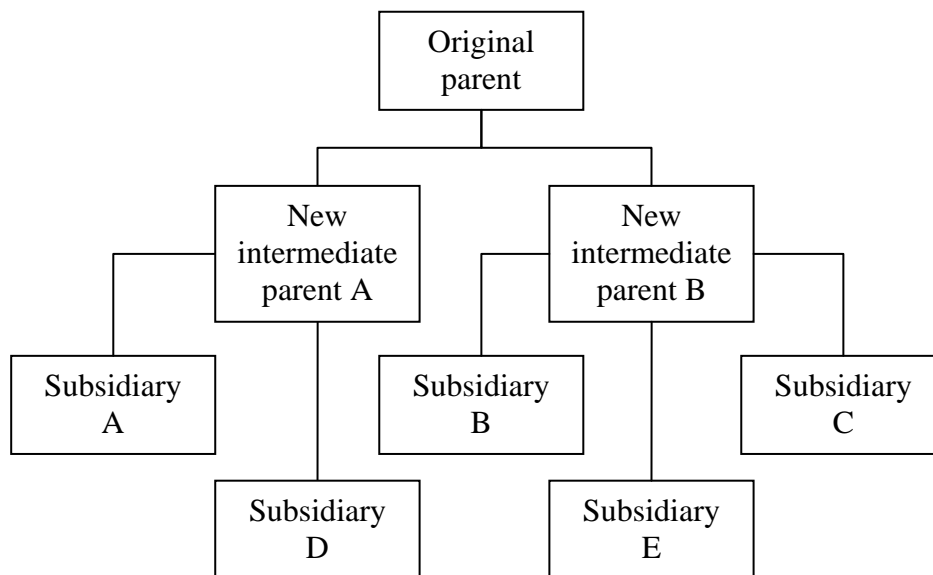 Original
parent
New
intermediate
parent A
New
intermediate
parent B
Subsidiary
A
Subsidiary
B
Subsidiary
C
Subsidiary
D
Subsidiary
E